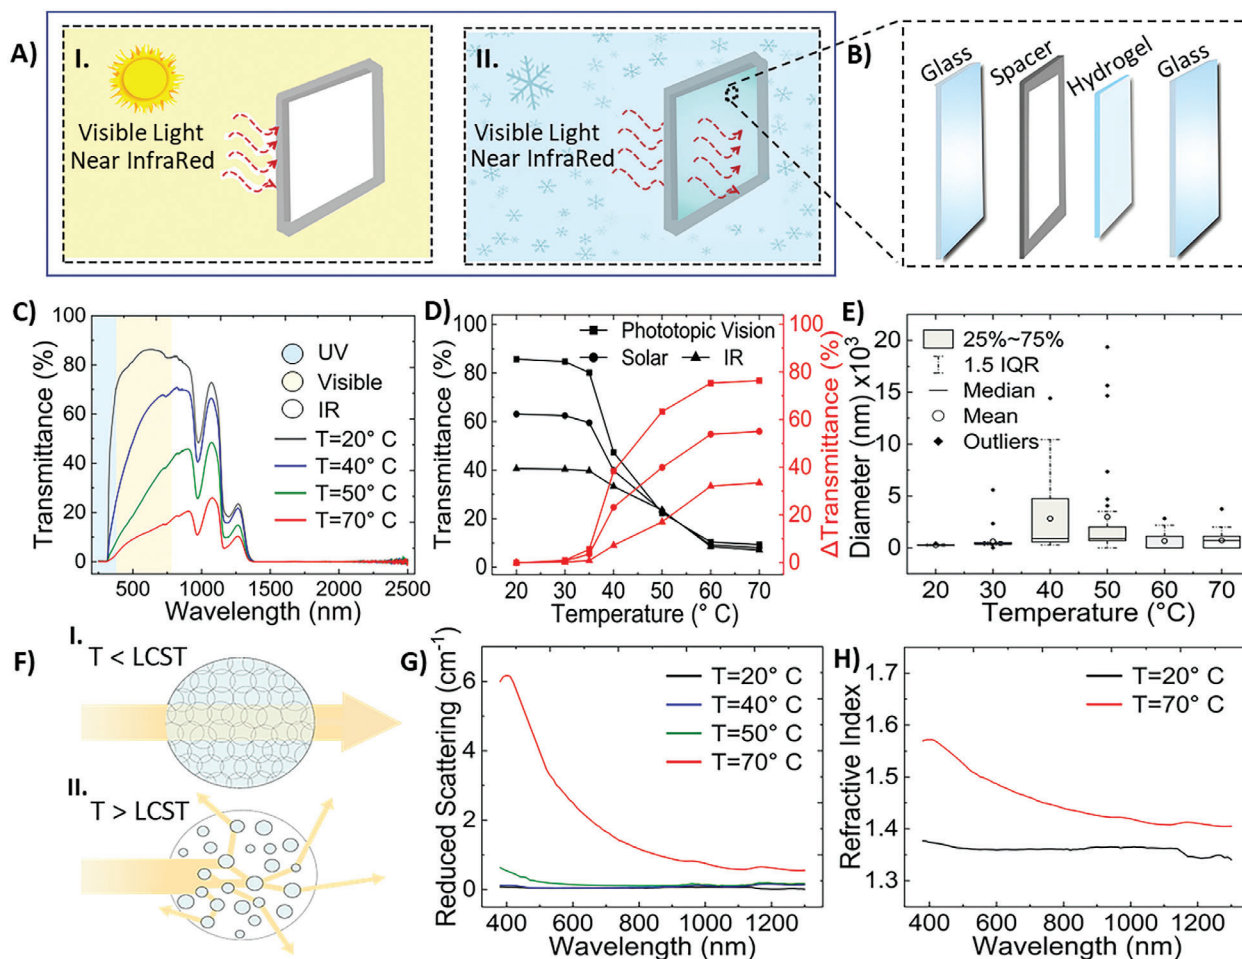 A)
I.
Visible Light
Near InfraRed
II.
Visible Light
Near InfraRed
B)
Glass
Spacer
Hydrogel
Glass
C)
Transmittance (%)
100
80
60
40
20
0
UV
Visible
IR
T=20° C
T=40° C
T=50° C
T=70° C
500 1000 1500 2000 2500
Wavelength (nm)
D)
Transmittance (%)
100
80
60
40
20
0
Phototopic Vision
Solar
IR
100
80
60
40
20
0
ΔTransmittance (%)
20 30 40 50 60 70
Temperature (° C)
E)
Diameter (nm) x10³
20
15
10
5
0
25%~75%
1.5 IQR
Median
Mean
Outliers
20 30 40 50 60 70
Temperature (°C)
F)
I.
T < LCST
II.
T > LCST
G)
Reduced Scattering (cm⁻¹)
6
4
2
0
T=20° C
T=40° C
T=50° C
T=70° C
400 600 800 1000 1200
Wavelength (nm)
H)
Refractive Index
1.7
1.6
1.5
1.4
1.3
T=20° C
T=70° C
400 600 800 1000 1200
Wavelength (nm)